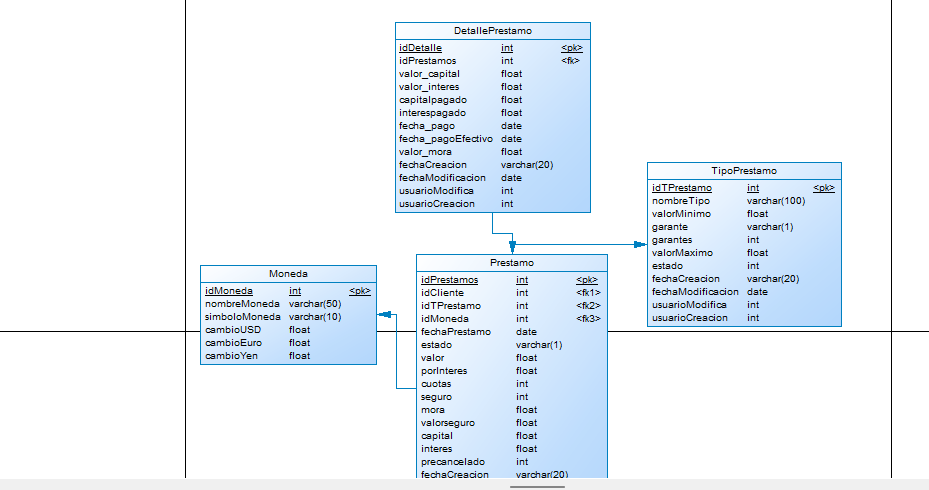 DetallePrestamo
idDetalle int <pk>
idPrestamos int <fk>
valor_capital float
valor_interes float
capitalpagado float
interespagado float
fecha_pago date
fecha_pagoEfectivo date
valor_mora float
fechaCreacion varchar(20)
fechaModificacion date
usuarioModifica int
usuarioCreacion int
TipoPrestamo
idTPrestamo int <pk>
nombreTipo varchar(100)
valorMinimo float
garante varchar(1)
garantes int
valorMaximo float
estado int
fechaCreacion varchar(20)
fechaModificacion date
usuarioModifica int
usuarioCreacion int
Moneda
idMoneda int <pk>
nombreMoneda varchar(50)
simboloMoneda varchar(10)
cambioUSD float
cambioEuro float
cambioYen float
Prestamo
idPrestamos int <pk>
idCliente int <fk1>
idTPrestamo int <fk2>
idMoneda int <fk3>
fechaPrestamo date
estado varchar(1)
valor float
porInteres float
cuotas int
seguro int
mora float
valorseguro float
capital float
interes float
precancelado int
fechaCreacion varchar(20)